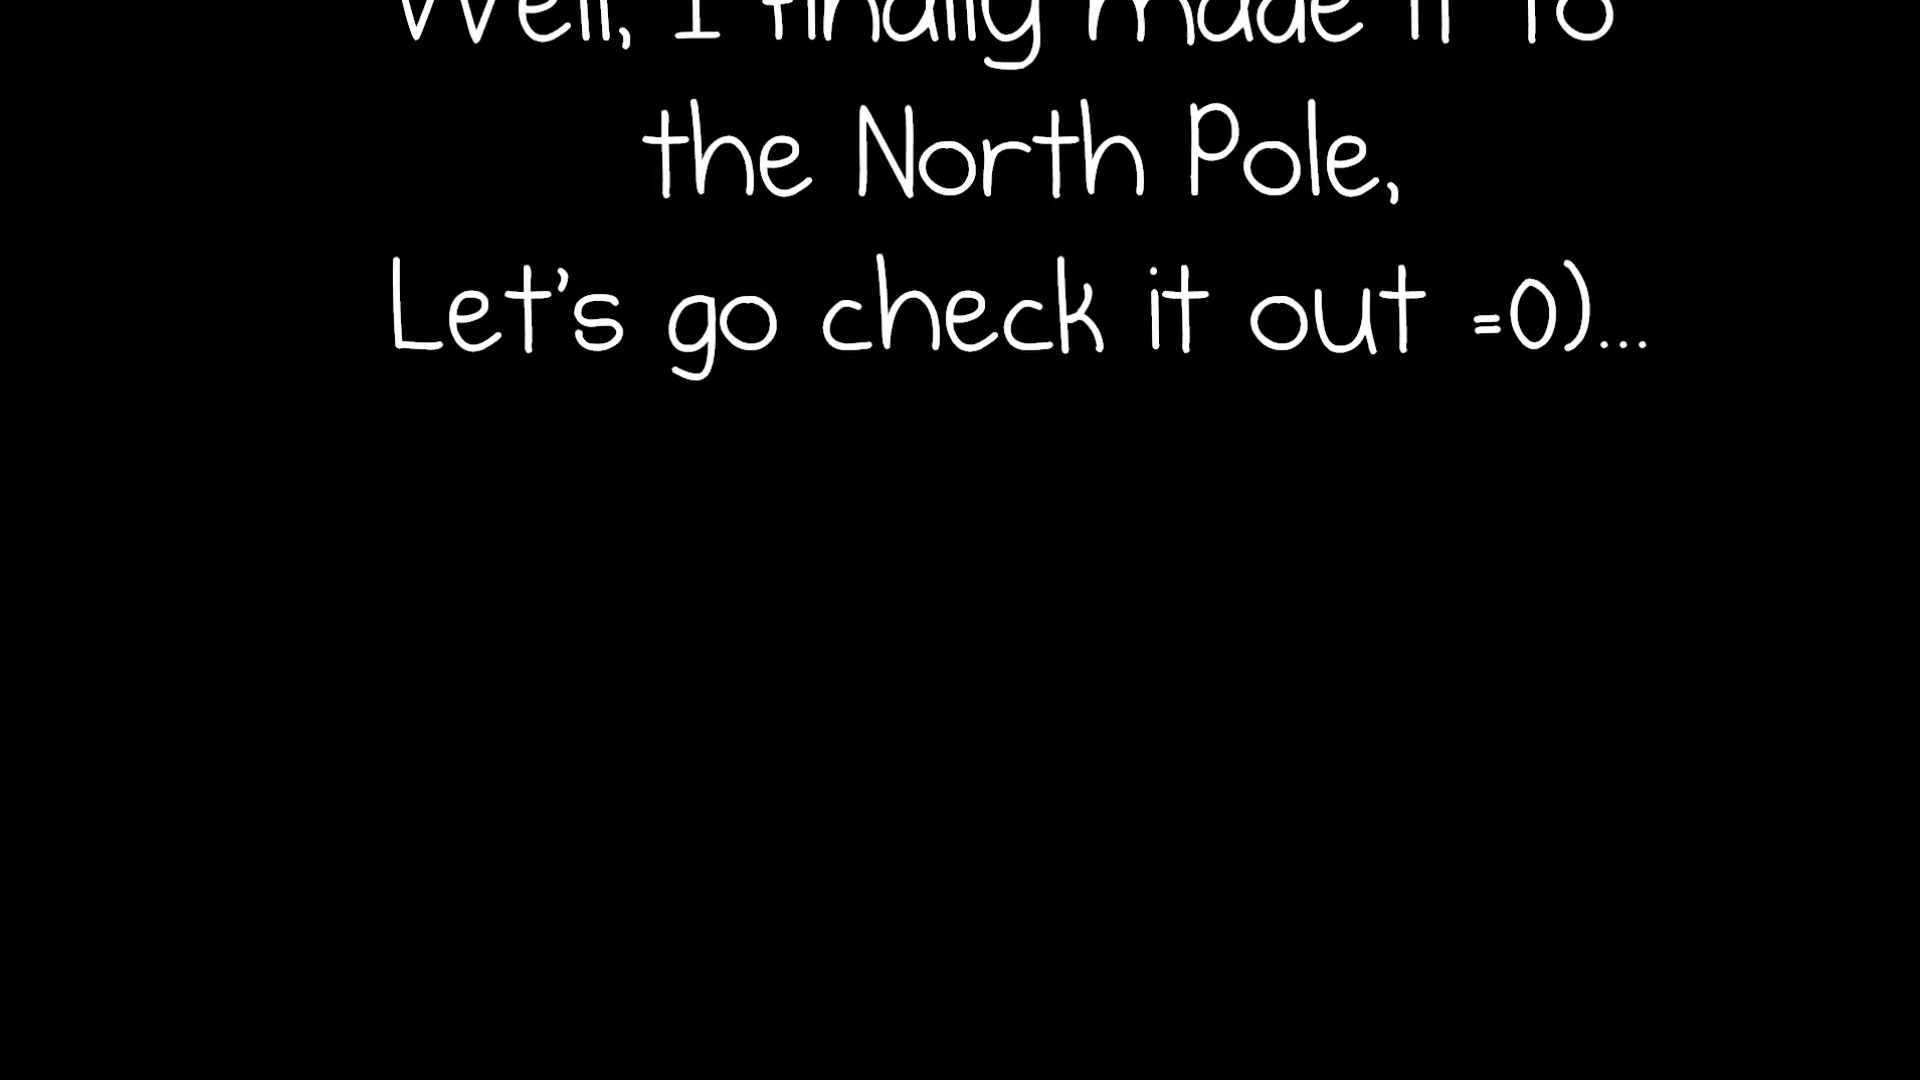 Well, I finally made it to
the North Pole,
Let's go check it out =0)...